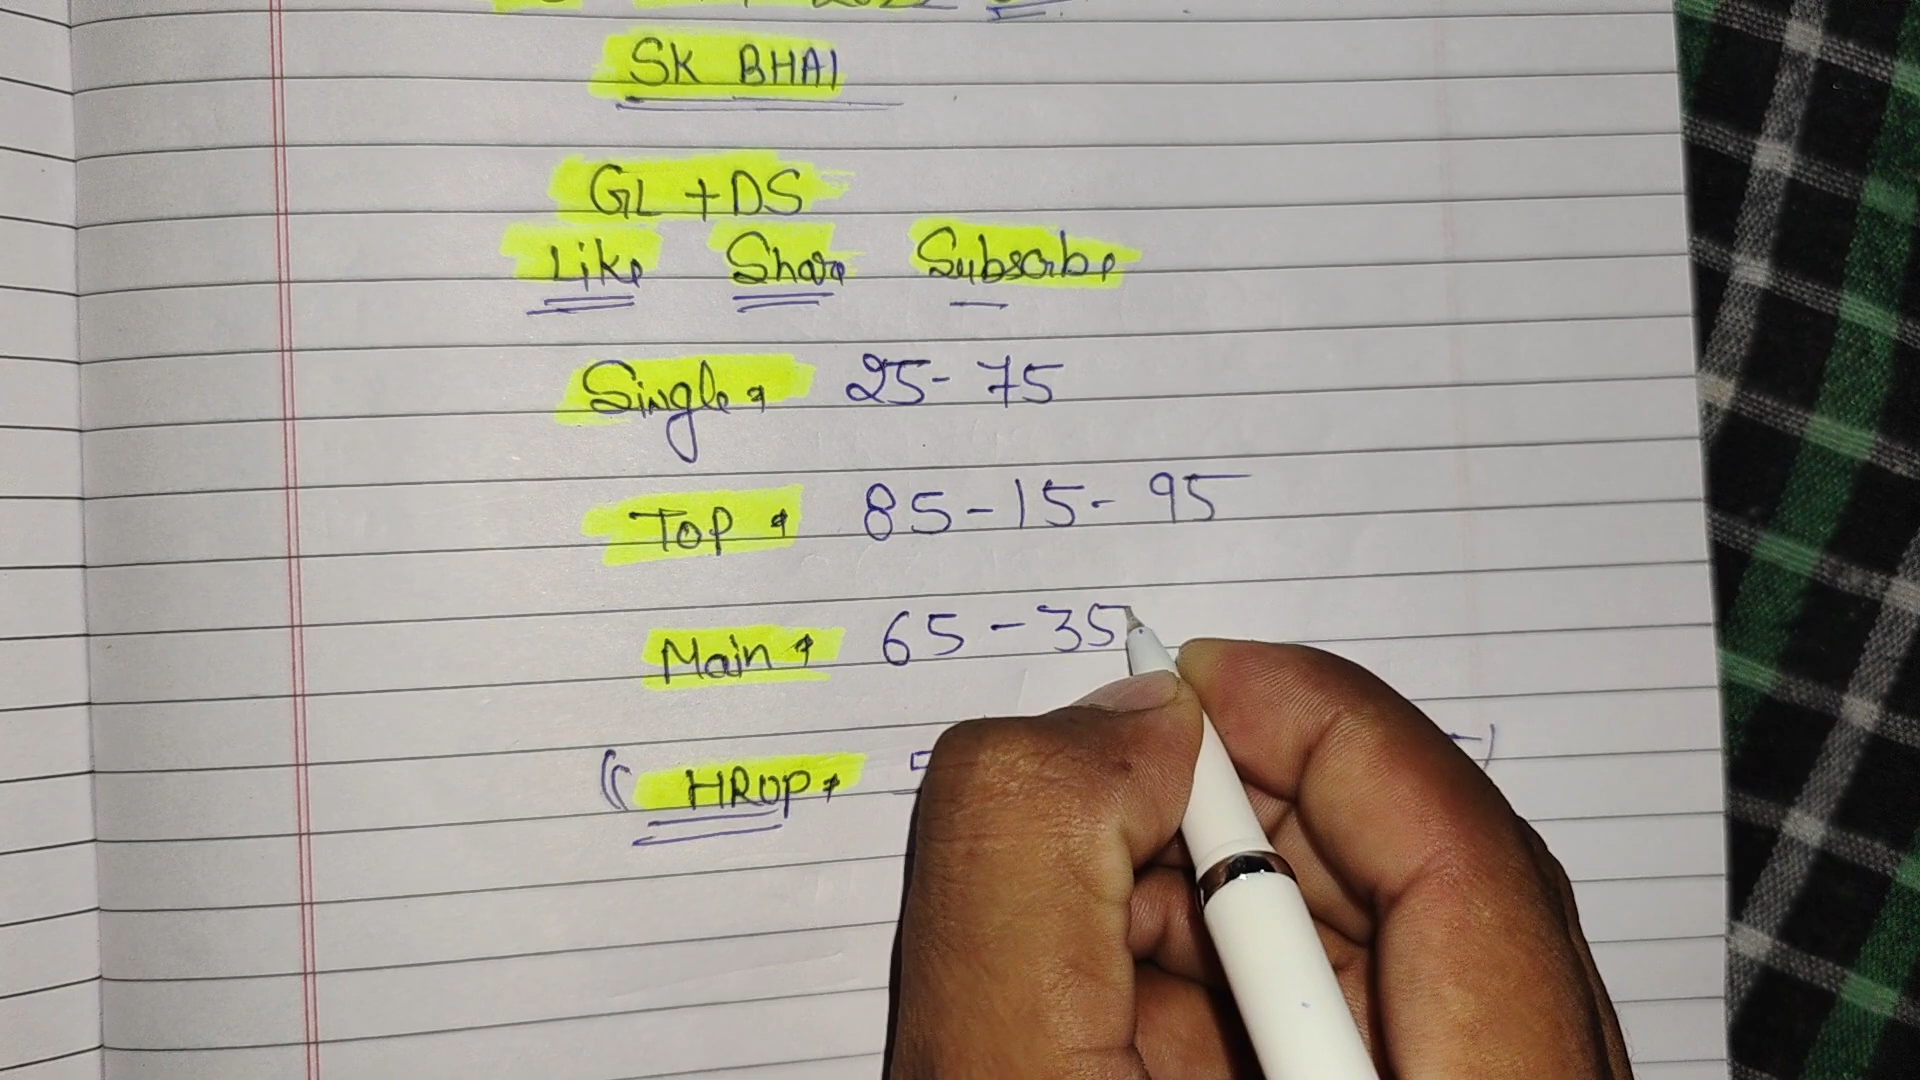 SK BHAI
GL + DS
Like Share Subscribe
Single → 25 - 75
Top → 85 - 15 - 95
Main → 65 - 35
(( HROP →